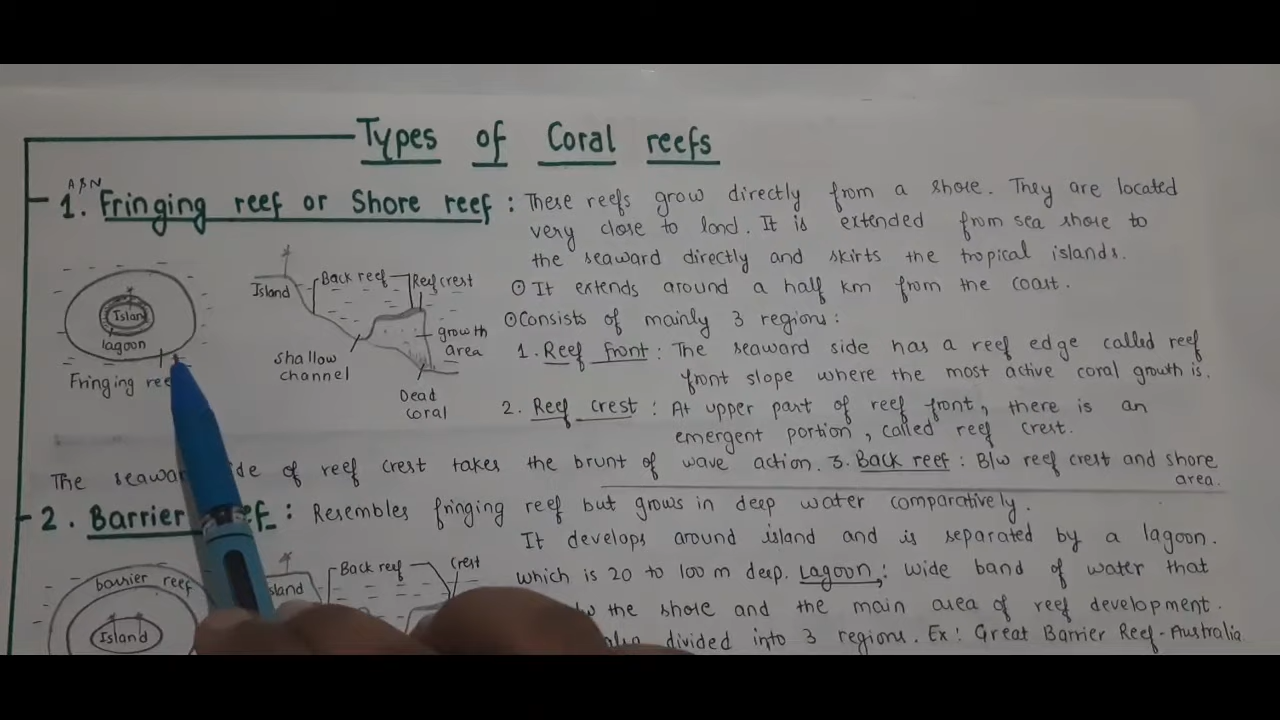 Types of Coral reefs
A & N
1. Fringing reef or Shore reef : These reefs grow directly from a shore. They are located
very close to land. It is extended from sea shore to
the seaward directly and skirts the tropical islands.
⊙ It extends around a half km from the coast.
⊙ Consists of mainly 3 regions:
1. Reef front : The seaward side has a reef edge called reef
front slope where the most active coral growth is.
2. Reef crest : At upper part of reef front, there is an
emergent portion, called reef crest.
Island
lagoon
Fringing
Island
Back reef
Reef crest
growth
area
shallow
channel
Dead
coral
The side of reef crest takes the brunt of wave action. 3. Back reef : B/w reef crest and shore
area.
2. Barrier : Resembles fringing reef but grows in deep water comparatively.
It develops around island and is separated by a lagoon.
which is 20 to 100 m deep. Lagoon : wide band of water that
the shore and the main area of reef development.
divided into 3 regions. Ex: Great Barrier Reef - Australia
barrier reef
Island
Back reef
Crest